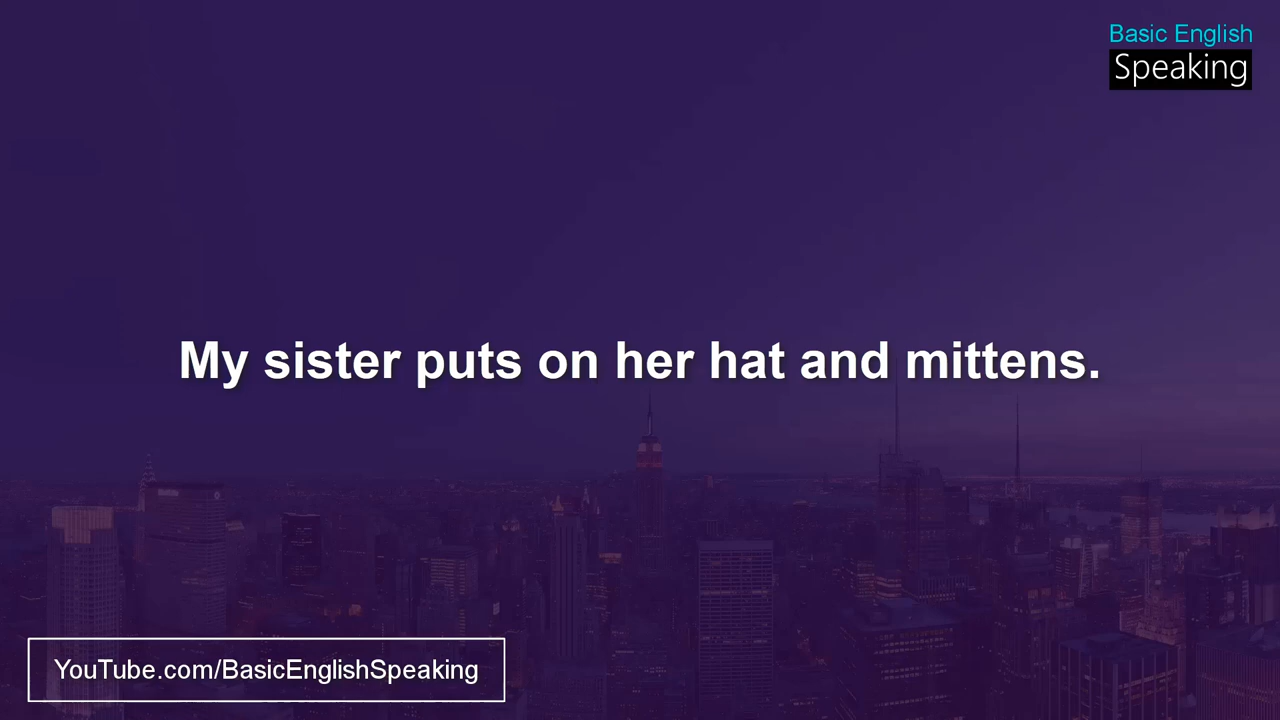 Basic English
Speaking
My sister puts on her hat and mittens.
YouTube.com/BasicEnglishSpeaking